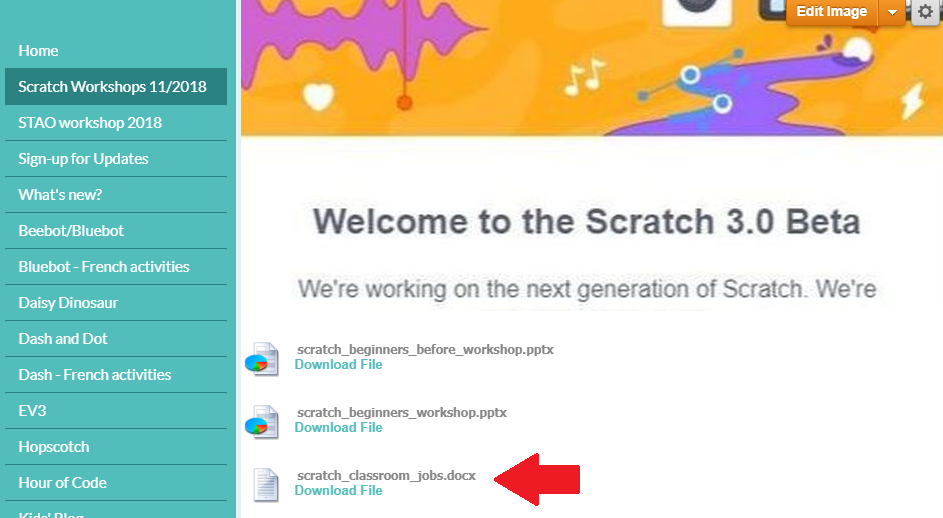 Edit Image
Home
Scratch Workshops 11/2018
STAO workshop 2018
Sign-up for Updates
What's new?
Beebot/Bluebot
Bluebot - French activities
Daisy Dinosaur
Dash and Dot
Dash - French activities
EV3
Hopscotch
Hour of Code
Kids' Blog
Welcome to the Scratch 3.0 Beta
We're working on the next generation of Scratch. We're
scratch_beginners_before_workshop.pptx
Download File
scratch_beginners_workshop.pptx
Download File
scratch_classroom_jobs.docx
Download File